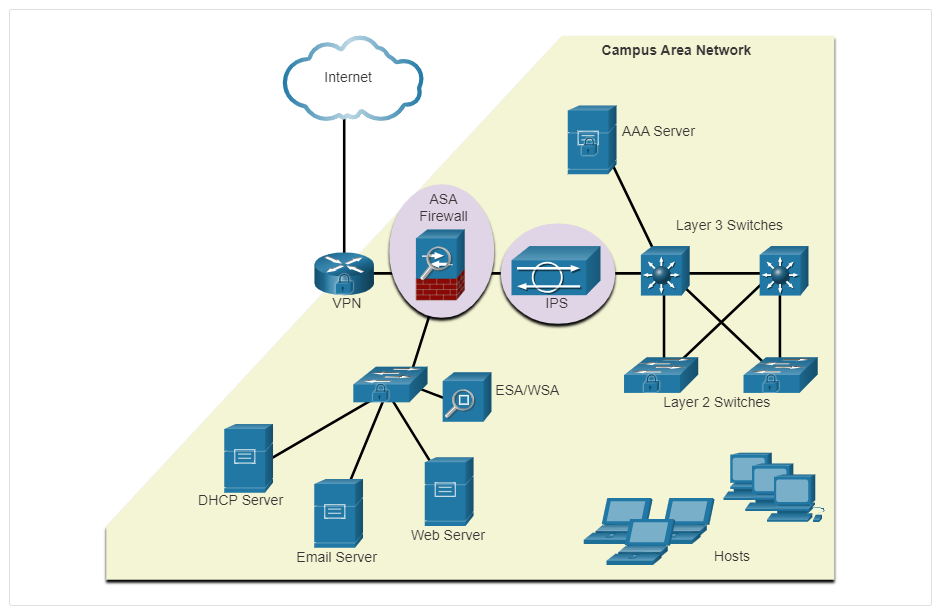 Campus Area Network
Internet
AAA Server
ASA
Firewall
Layer 3 Switches
VPN
IPS
ESA/WSA
Layer 2 Switches
DHCP Server
Web Server
Email Server
Hosts